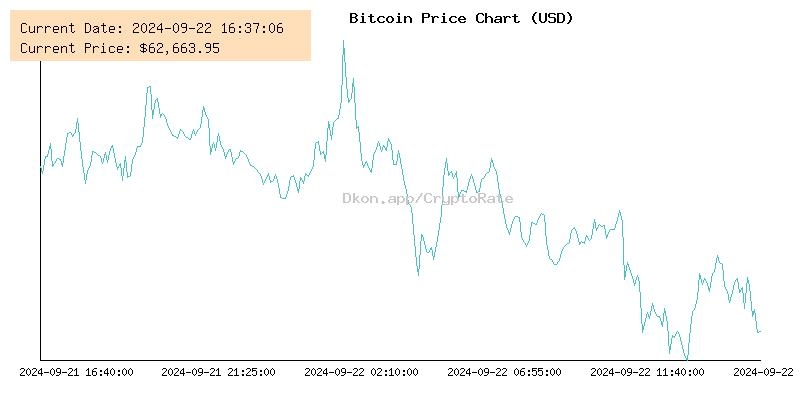 Bitcoin Price Chart (USD)
Current Date: 2024-09-22 16:37:06
Current Price: $62,663.95
Dkon.app/CryptoRate
2024-09-21 16:40:00 2024-09-21 21:25:00 2024-09-22 02:10:00 2024-09-22 06:55:00 2024-09-22 11:40:00 2024-09-22